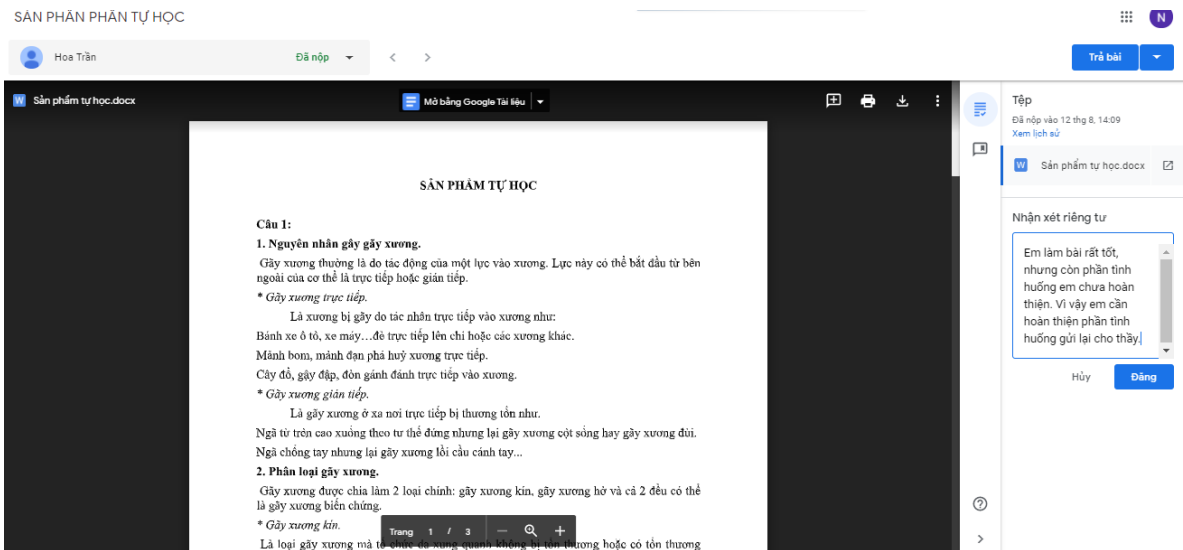 SẢN PHẨN PHẦN TỰ HỌC
N
Hoa Trần
Đã nộp
Trả bài
W Sản phẩm tự học.docx
Mở bằng Google Tài liệu
SẢN PHẨM TỰ HỌC
Câu 1:
1. Nguyên nhân gây gãy xương.
Gãy xương thường là do tác động của một lực vào xương. Lực này có thể bắt đầu từ bên
ngoài của cơ thể là trực tiếp hoặc gián tiếp.
* Gãy xương trực tiếp.
Là xương bị gãy do tác nhân trực tiếp vào xương như:
Bánh xe ô tô, xe máy…đè trực tiếp lên chi hoặc các xương khác.
Mảnh bom, mảnh đạn phá huỷ xương trực tiếp.
Cây đổ, gậy đập, đòn gánh đánh trực tiếp vào xương.
* Gãy xương gián tiếp.
Là gãy xương ở xa nơi trực tiếp bị thương tổn như.
Ngã từ trên cao xuống theo tư thế đứng nhưng lại gãy xương cột sống hay gãy xương đùi.
Ngã chống tay nhưng lại gãy xương lồi cầu cánh tay...
2. Phân loại gãy xương.
Gãy xương được chia làm 2 loại chính: gãy xương kín, gãy xương hở và cả 2 đều có thể
là gãy xương biến chứng.
* Gãy xương kín.
Là loại gãy xương mà tổ chức da xung quanh không bị tổn thương hoặc có tổn thương
Trang 1 / 3
Tệp
Đã nộp vào 12 thg 8, 14:09
Xem lịch sử
W Sản phẩm tự học.docx
Nhận xét riêng tư
Em làm bài rất tốt,
nhưng còn phần tình
huống em chưa hoàn
thiện. Vì vậy em cần
hoàn thiện phần tình
huống gửi lại cho thầy.
Hủy
Đăng